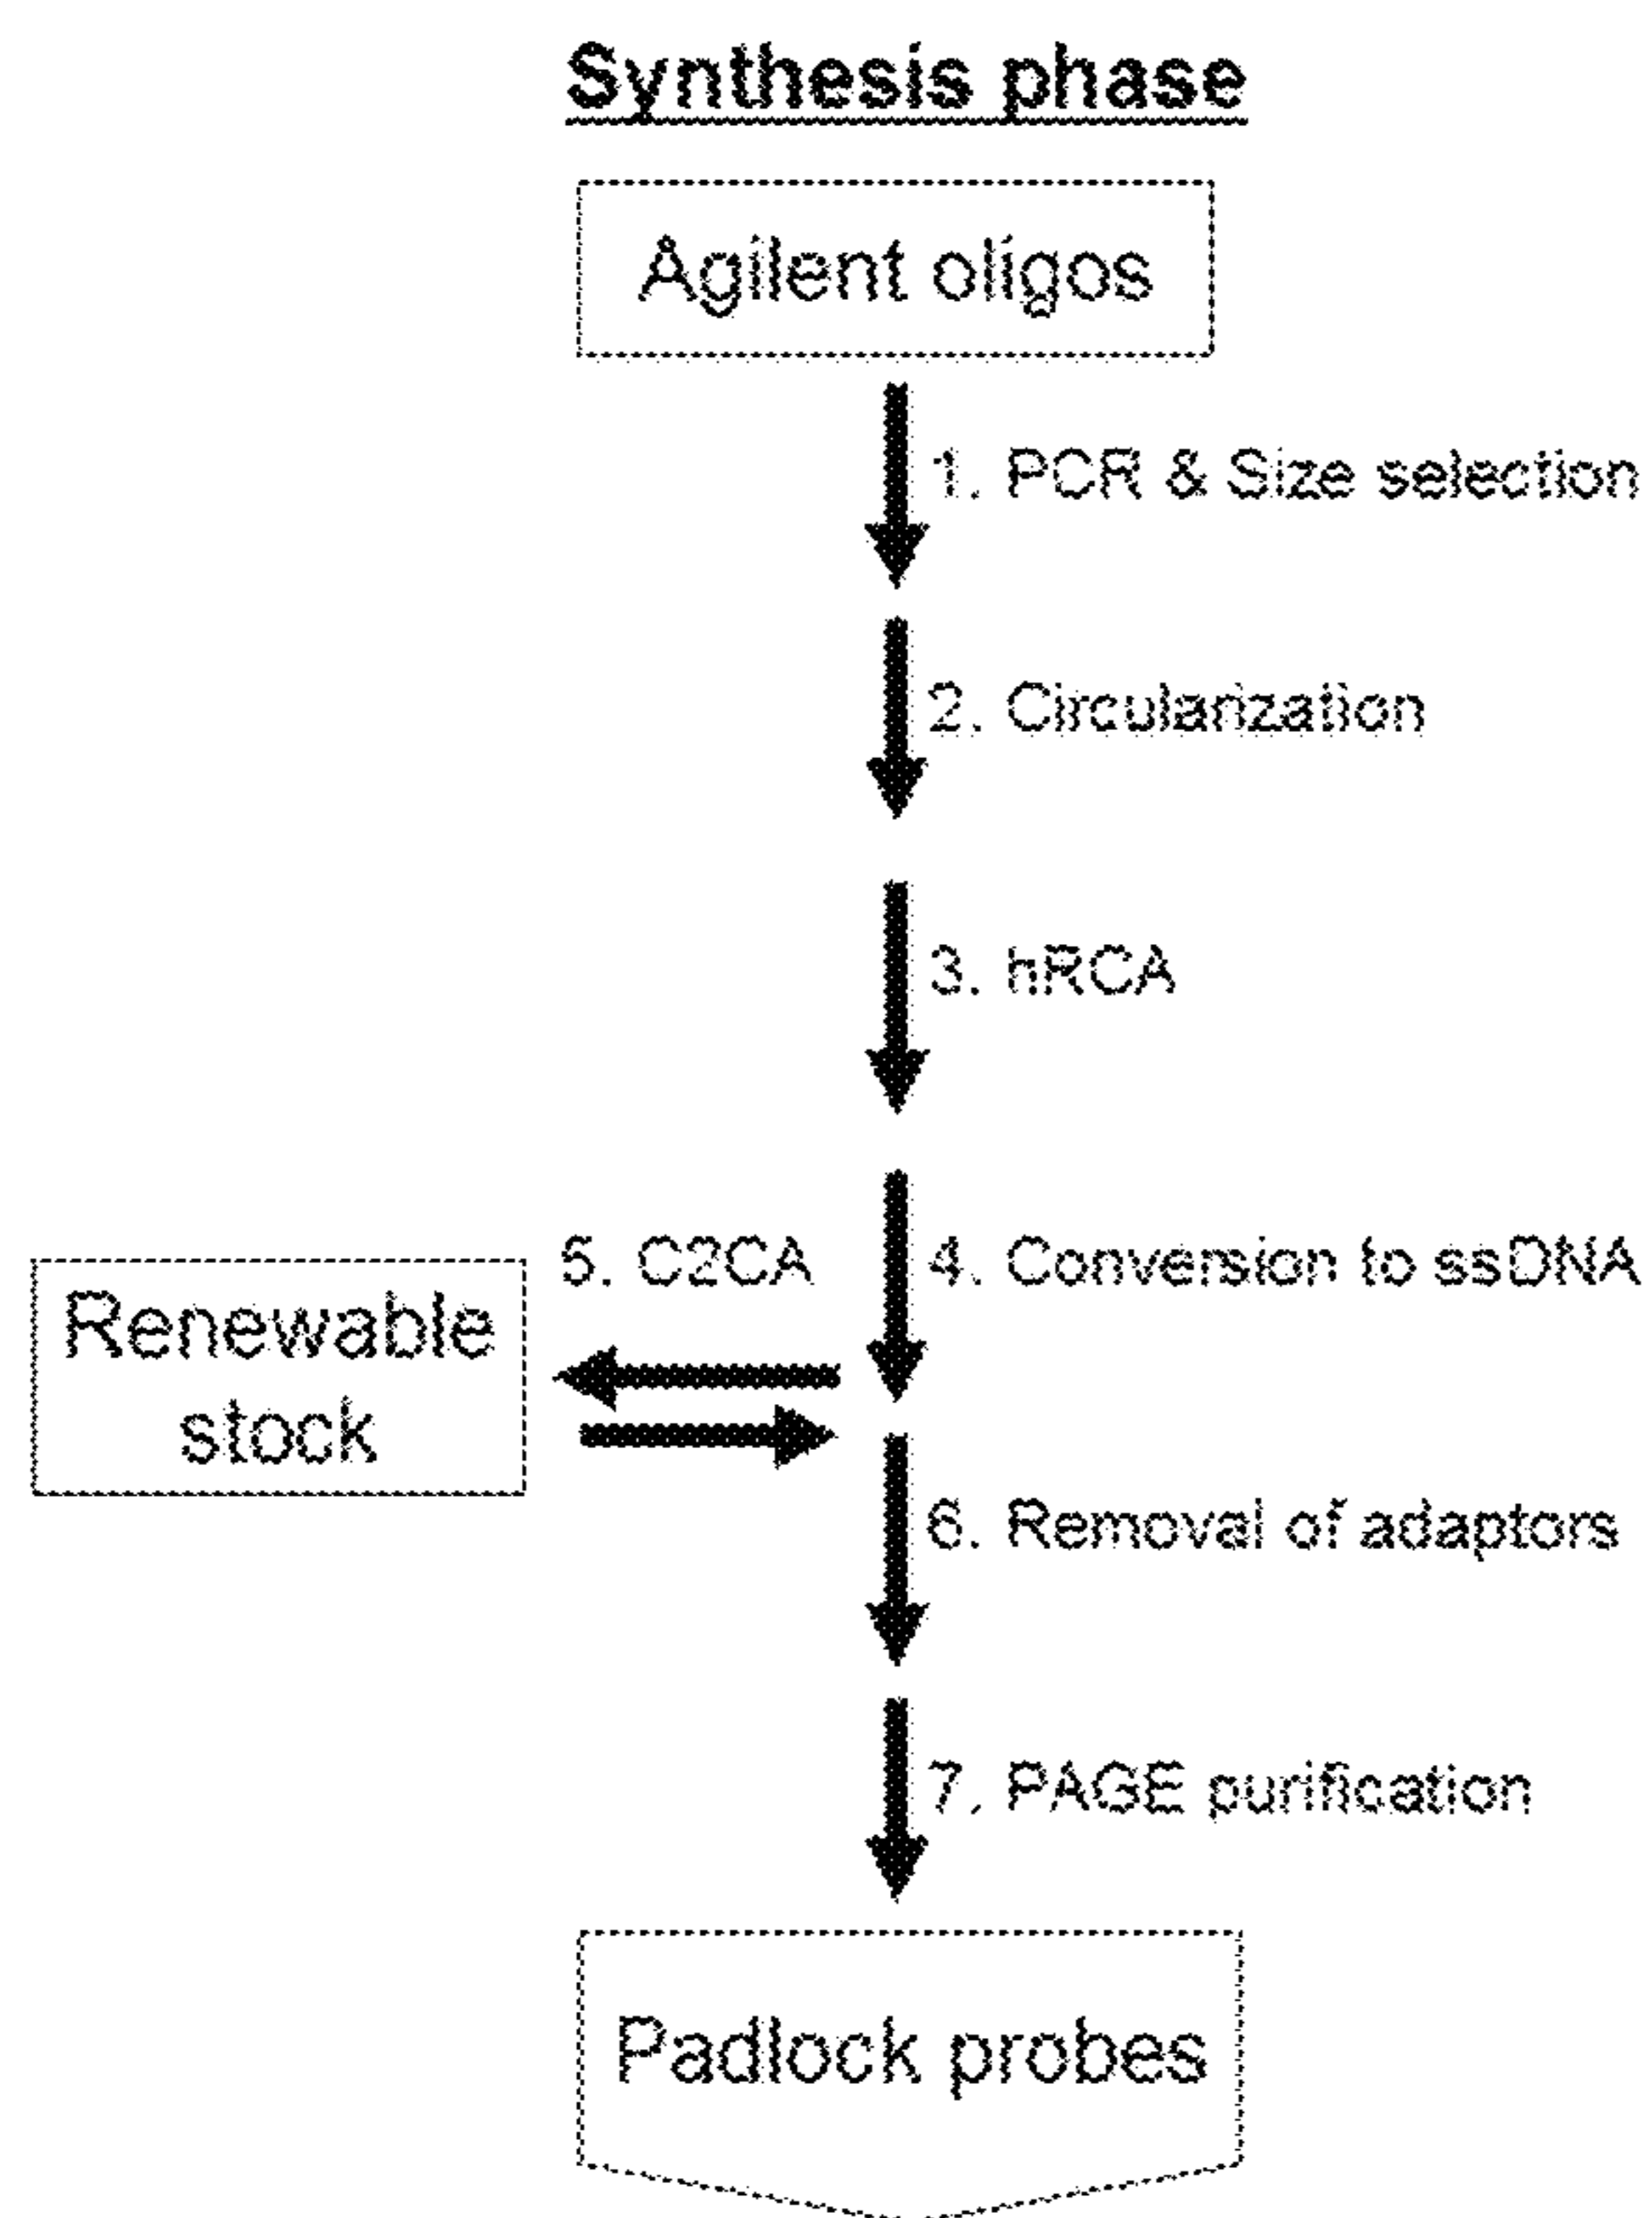 Synthesis phase
Agilent oligos
1. PCR & Size selection
2. Circularization
3. hRCA
5. C2CA
4. Conversion to ssDNA
Renewable
stock
6. Removal of adaptors
7. PAGE purification
Padlock probes